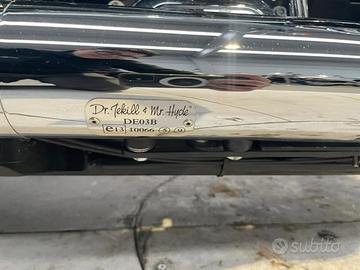 Dr. Jekill & Mr. Hyde®
DE03B
e13 10066
subito